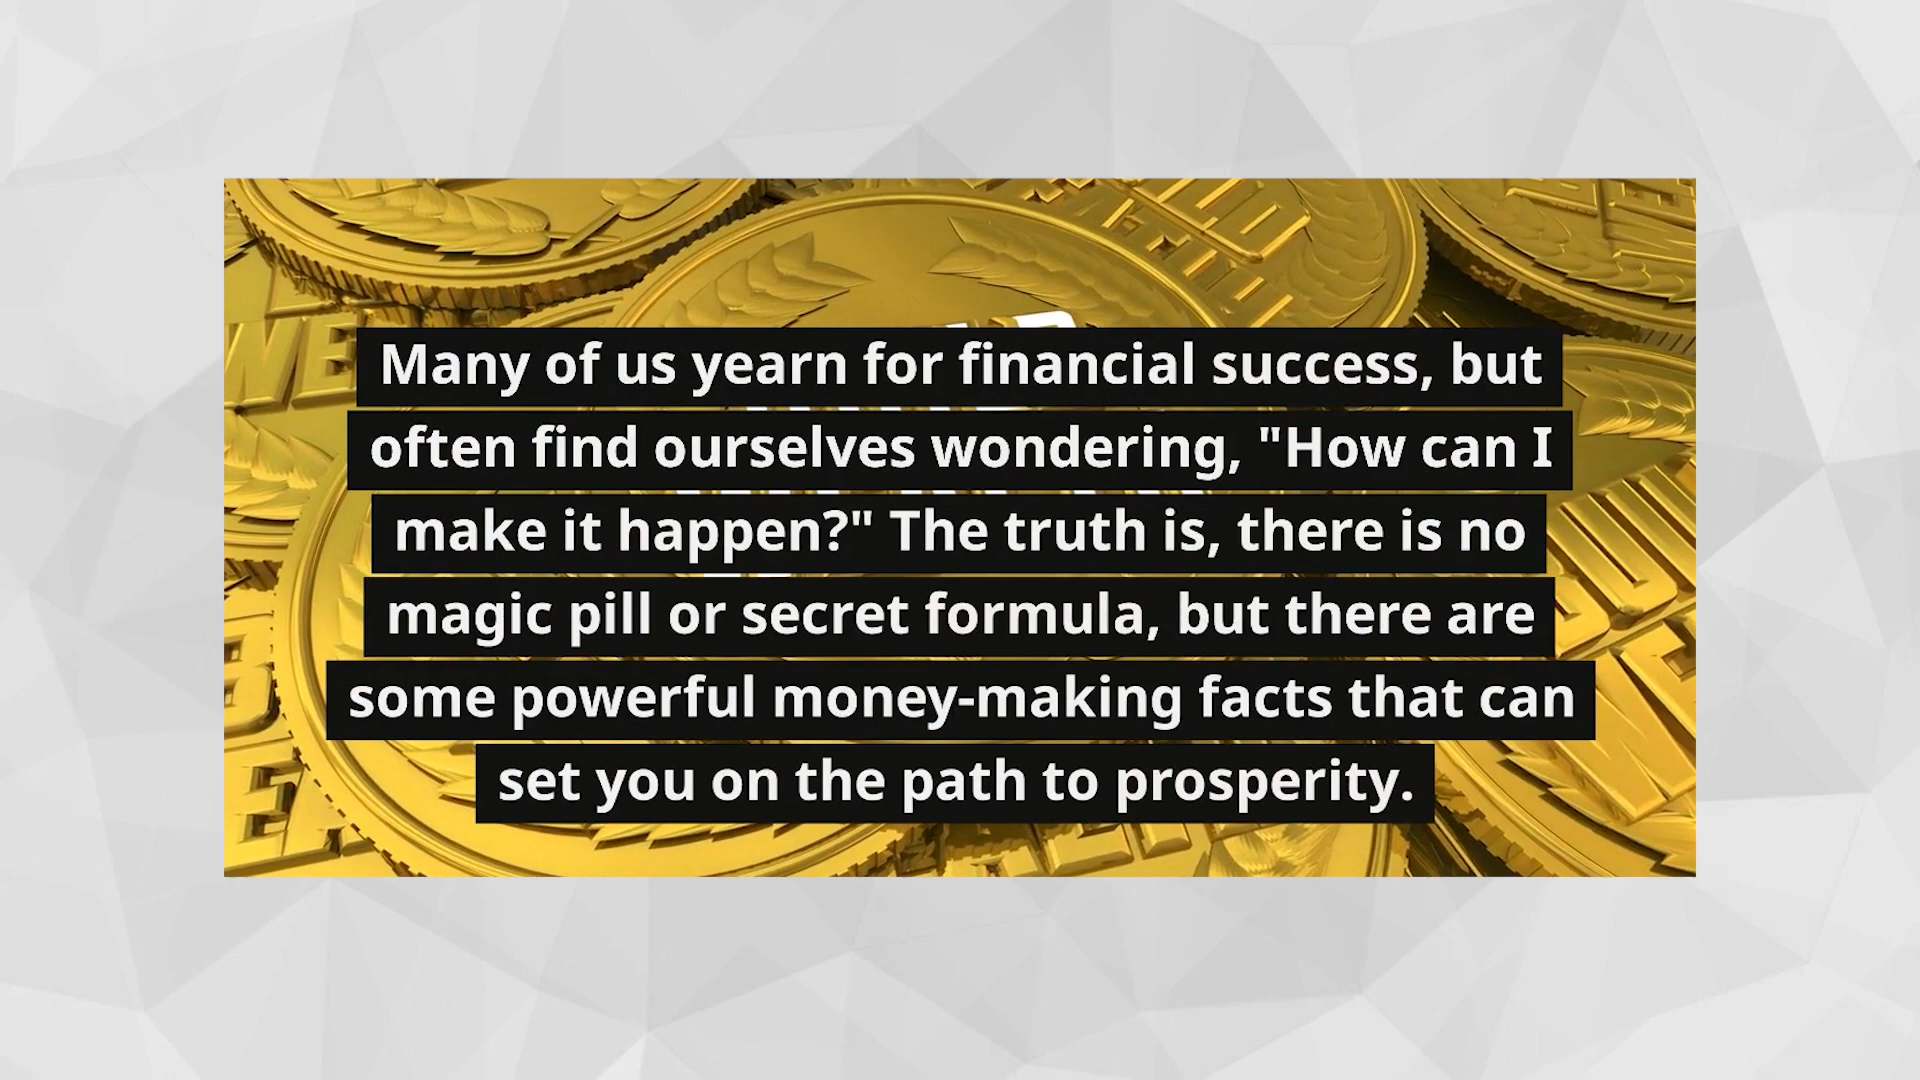 Many of us yearn for financial success, but
often find ourselves wondering, "How can I
make it happen?" The truth is, there is no
magic pill or secret formula, but there are
some powerful money-making facts that can
set you on the path to prosperity.